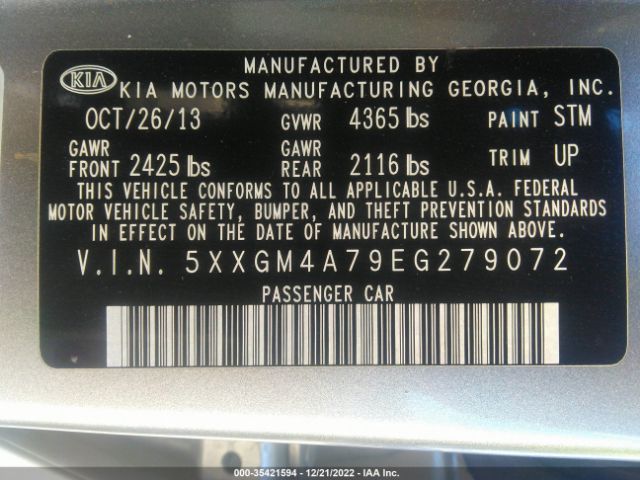 MANUFACTURED BY
KIA KIA MOTORS MANUFACTURING GEORGIA, INC.
OCT/26/13 GVWR 4365 lbs PAINT STM
GAWR FRONT 2425 lbs GAWR REAR 2116 lbs TRIM UP
THIS VEHICLE CONFORMS TO ALL APPLICABLE U.S.A. FEDERAL
MOTOR VEHICLE SAFETY, BUMPER, AND THEFT PREVENTION STANDARDS
IN EFFECT ON THE DATE OF MANUFACTURE SHOWN ABOVE.
V.I.N. 5XXGM4A79EG279072
PASSENGER CAR
000-35421594 - 12/21/2022 - IAA Inc.